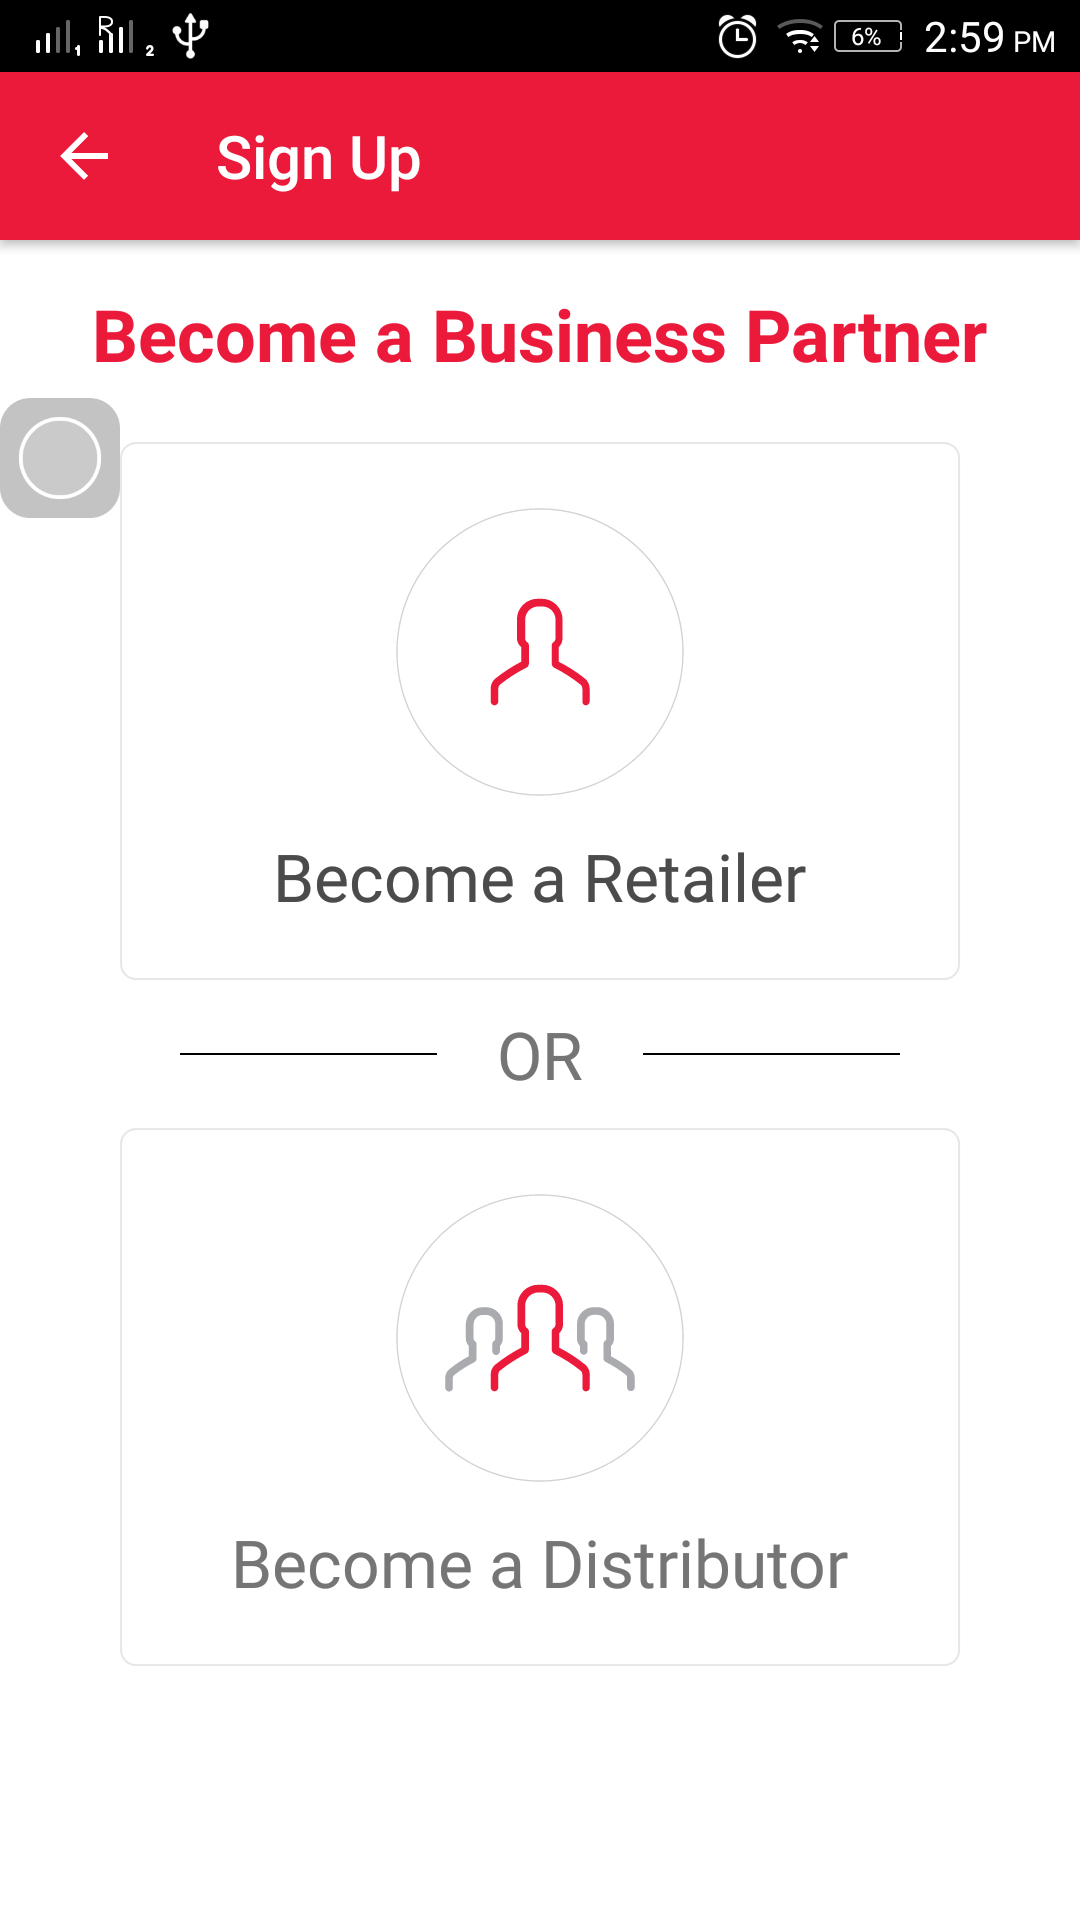 1 R 2 6% 2:59 PM
Sign Up
Become a Business Partner
Become a Retailer
OR
Become a Distributor